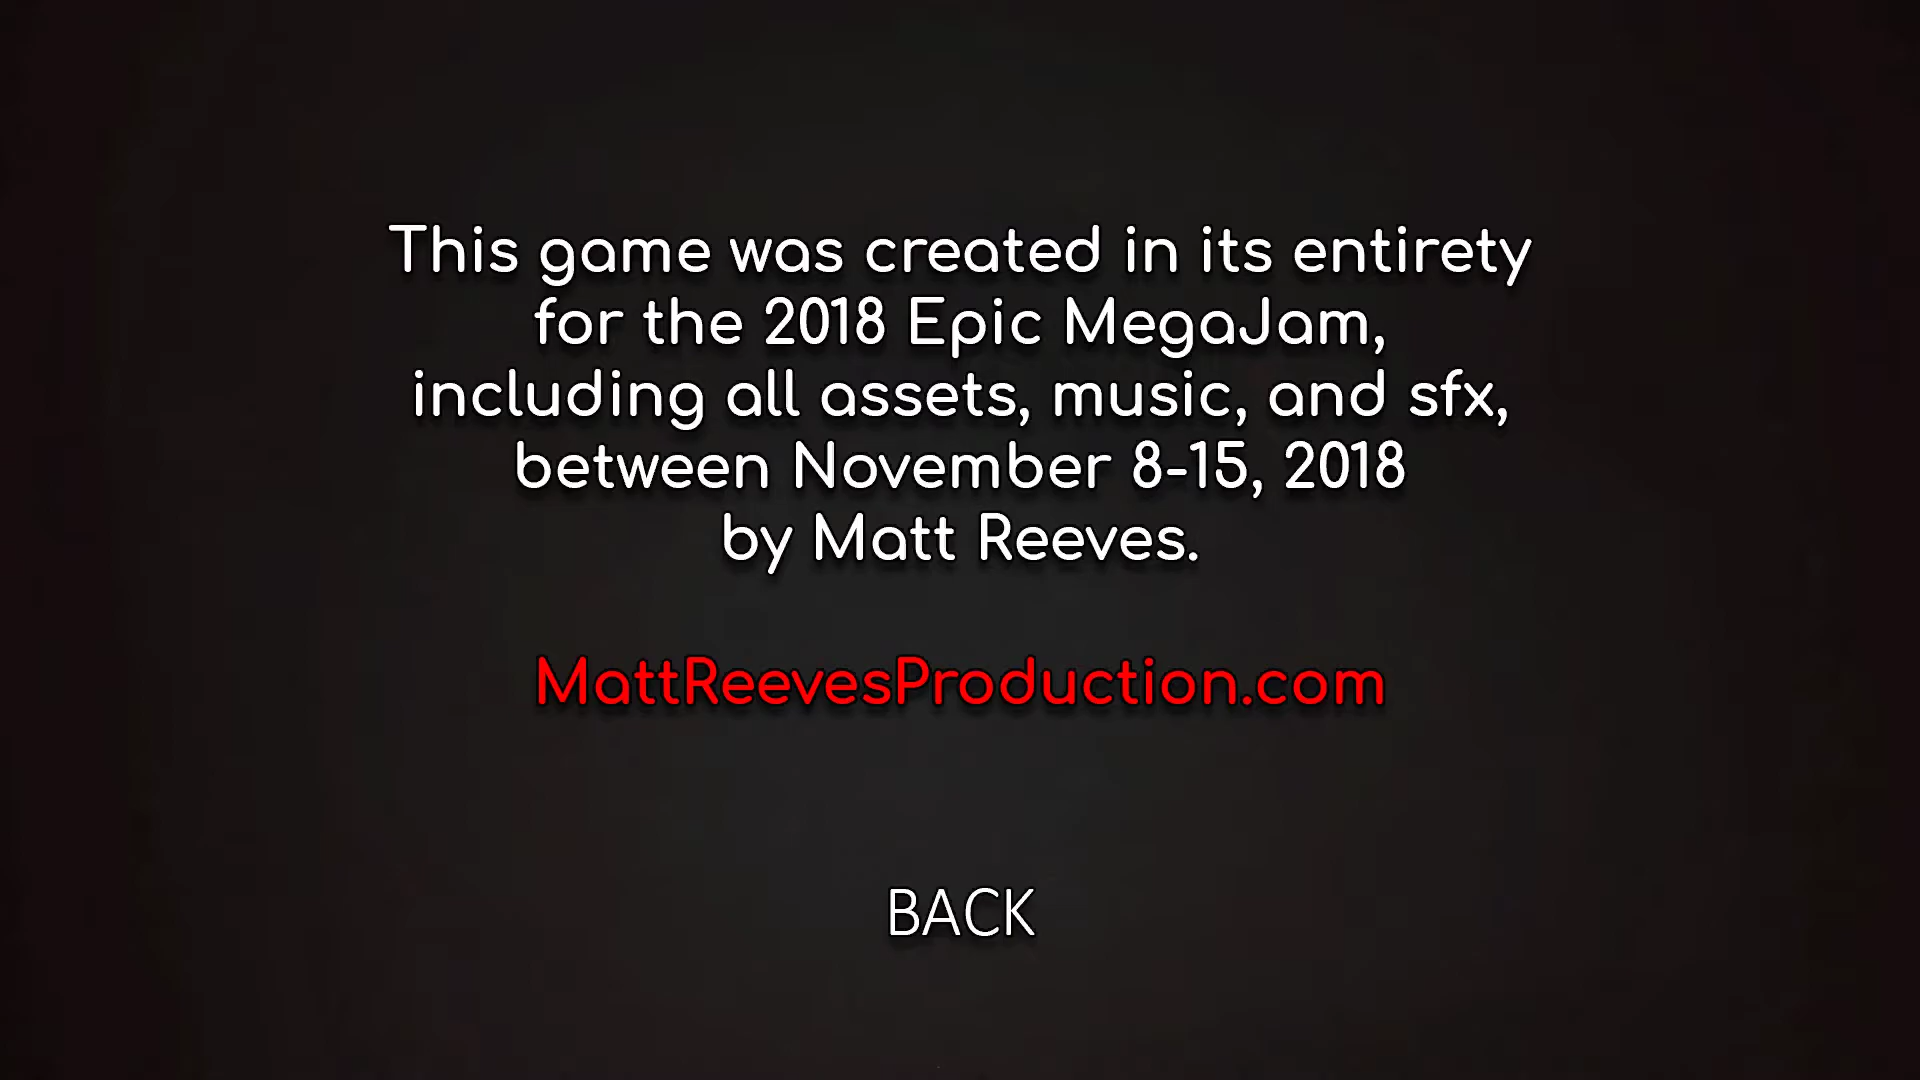 This game was created in its entirety
for the 2018 Epic MegaJam,
including all assets, music, and sfx,
between November 8-15, 2018
by Matt Reeves.
MattReevesProduction.com
BACK